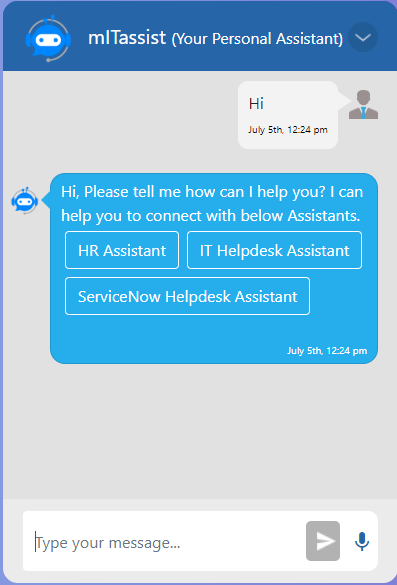 mITassist (Your Personal Assistant)
Hi
July 5th, 12:24 pm
Hi, Please tell me how can I help you? I can
help you to connect with below Assistants.
HR Assistant IT Helpdesk Assistant
ServiceNow Helpdesk Assistant
July 5th, 12:24 pm
Type your message...